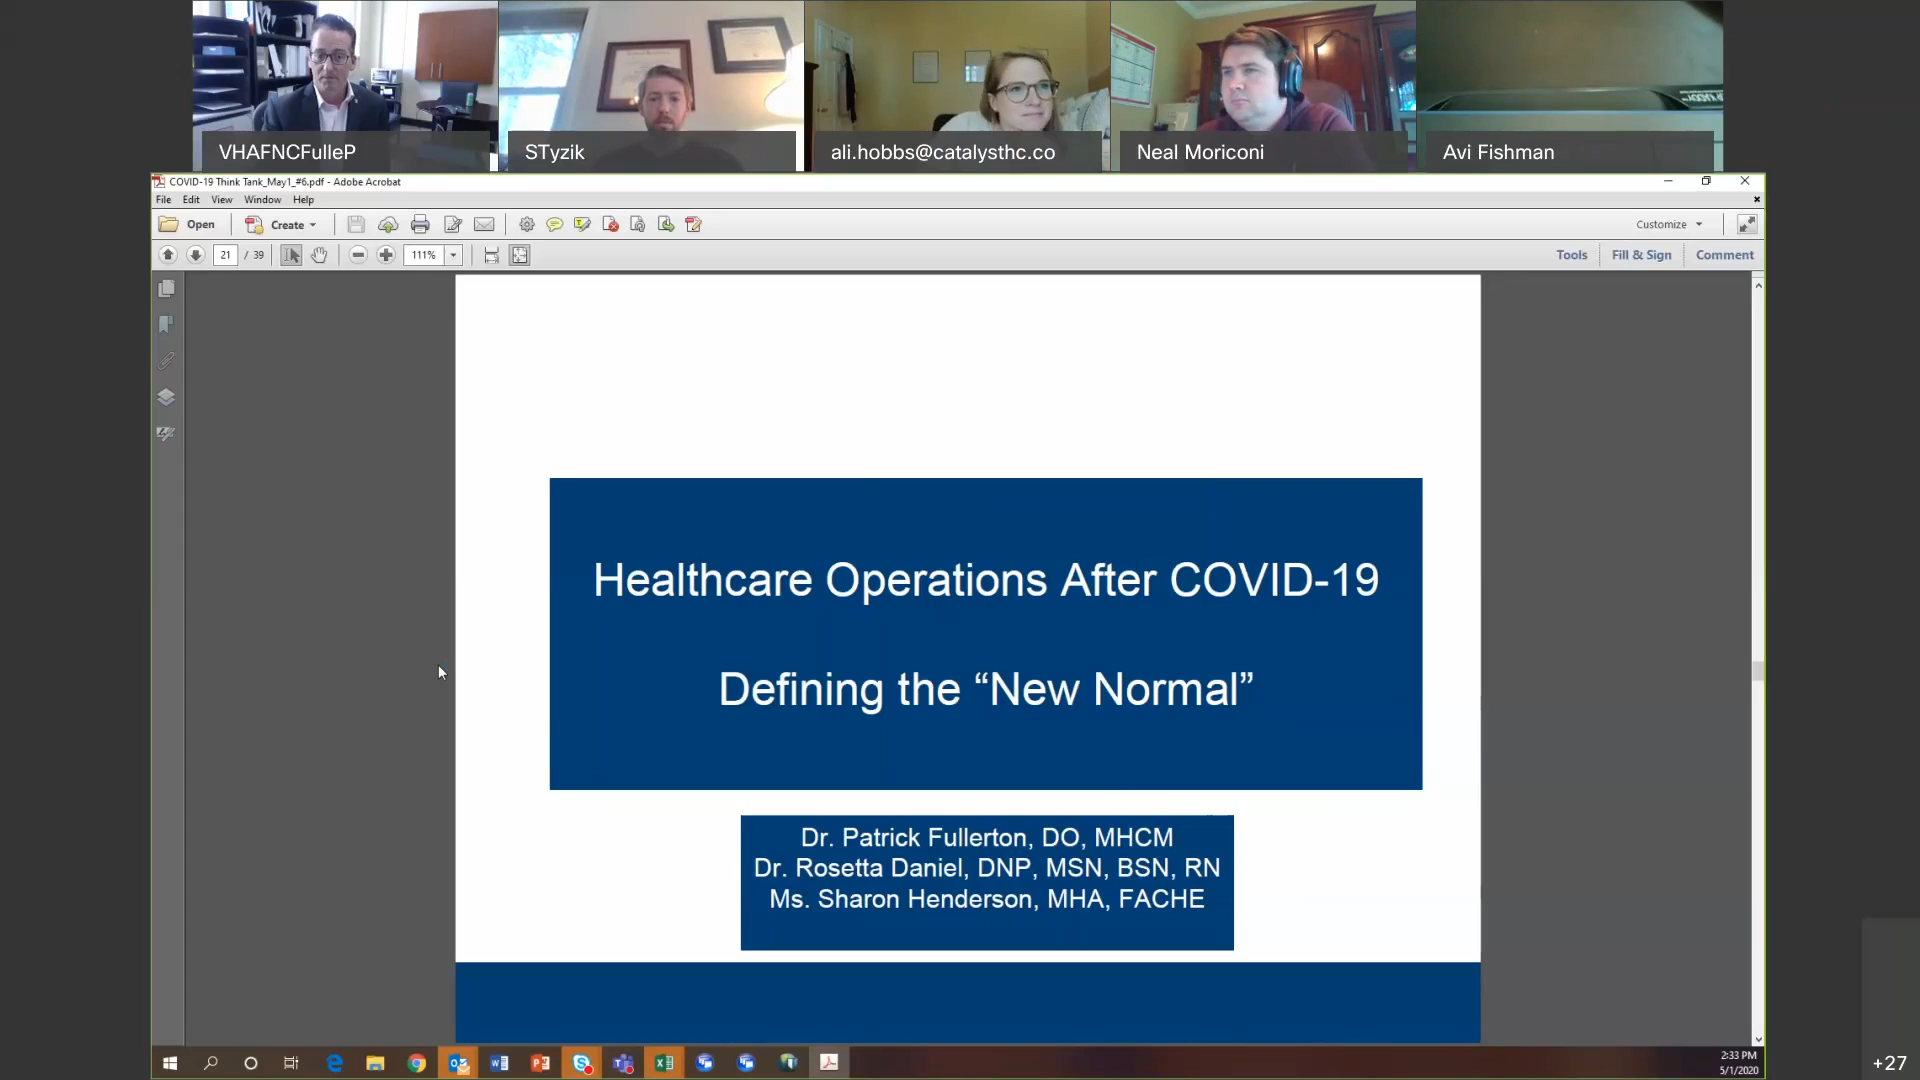 VHAFNCFulleP
STyzik
ali.hobbs@catalysthc.co
Neal Moriconi
Avi Fishman
COVID-19 Think Tank_May1_#6.pdf - Adobe Acrobat
File Edit View Window Help
Open Create Customize
21 / 39 111% Tools Fill & Sign Comment
Healthcare Operations After COVID-19
Defining the “New Normal”
Dr. Patrick Fullerton, DO, MHCM
Dr. Rosetta Daniel, DNP, MSN, BSN, RN
Ms. Sharon Henderson, MHA, FACHE
2:33 PM
5/1/2020
+27